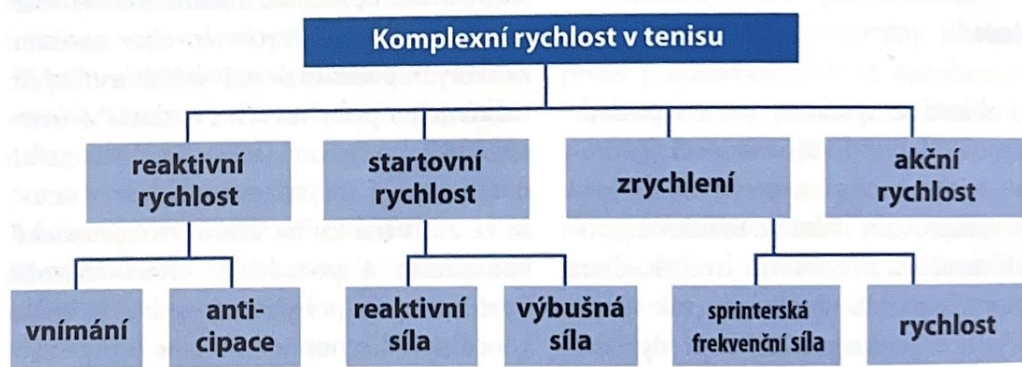 Komplexní rychlost v tenisu
reaktivní
rychlost
startovní
rychlost
zrychlení
akční
rychlost
vnímání
anti-
cipace
reaktivní
síla
výbušná
síla
sprinterská
frekvenční síla
rychlost